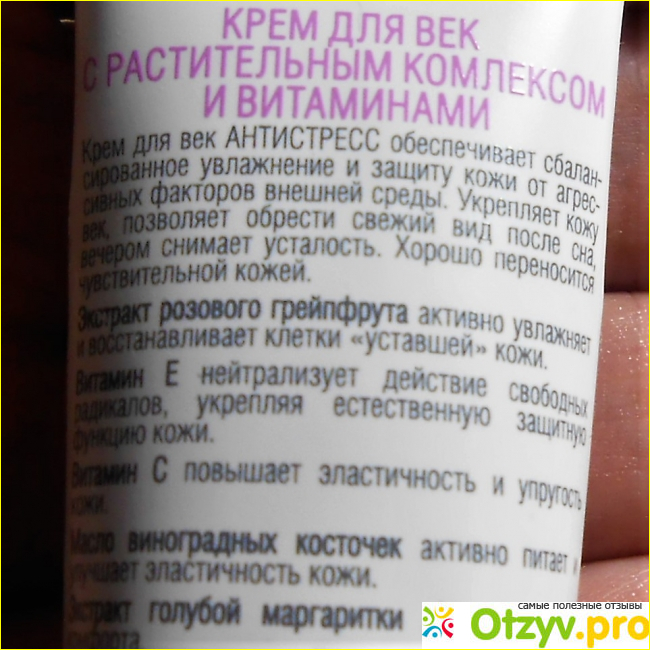 КРЕМ ДЛЯ ВЕК
С РАСТИТЕЛЬНЫМ КОМЛЕКСОМ
И ВИТАМИНАМИ
Крем для век АНТИСТРЕСС обеспечивает сбалан-
сированное увлажнение и защиту кожи от агрес-
сивных факторов внешней среды. Укрепляет кожу
век, позволяет обрести свежий вид после сна,
вечером снимает усталость. Хорошо переносится
чувствительной кожей.
Экстракт розового грейпфрута активно увлажняет
и восстанавливает клетки «уставшей» кожи.
Витамин Е нейтрализует действие свободных
радикалов, укрепляя естественную защитную
функцию кожи.
Витамин С повышает эластичность и упругость
кожи.
Масло виноградных косточек активно питает и
улучшает эластичность кожи.
Экстракт голубой маргаритки
самые полезные отзывы
Otzyv.pro